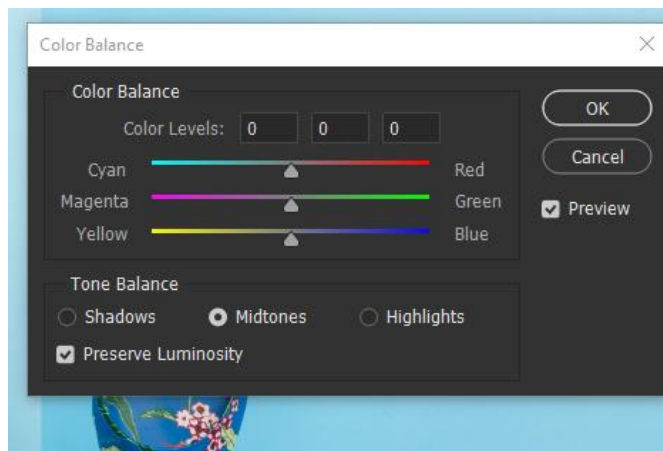 Color Balance
Color Balance
Color Levels: 0 0 0
Cyan Red
Magenta Green
Yellow Blue
Tone Balance
Shadows Midtones Highlights
Preserve Luminosity
OK
Cancel
Preview